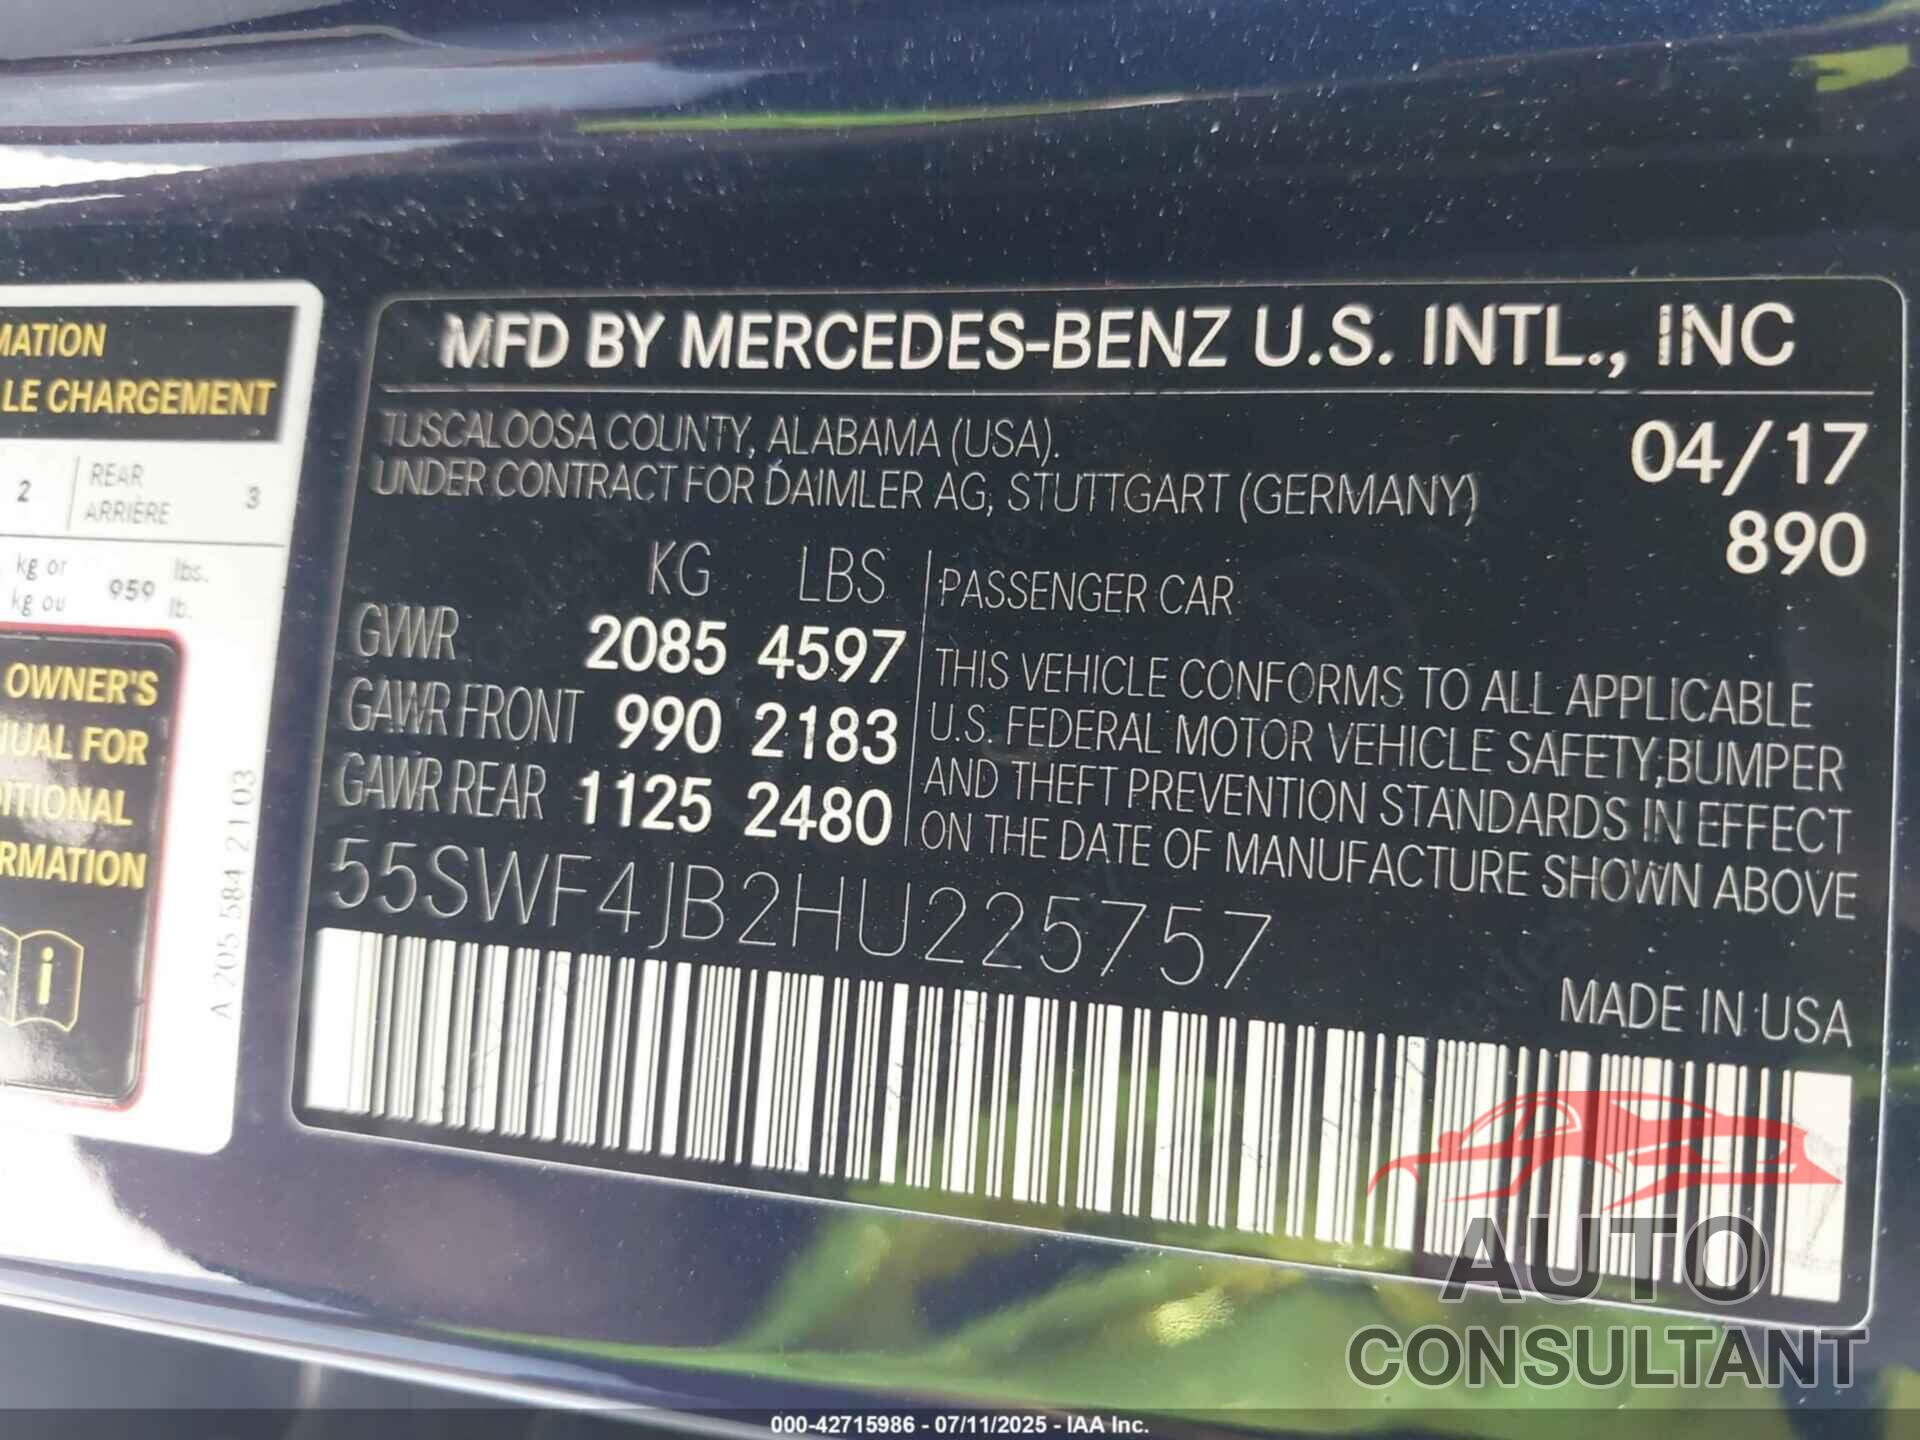 MATION
LE CHARGEMENT
2 REAR ARRIÈRE 3
kg or 959 lbs.
kg ou lb.
OWNER'S
UAL FOR
DITIONAL
ORMATION
i
A 205 584 21 03
MFD BY MERCEDES-BENZ U.S. INTL., INC
TUSCALOOSA COUNTY, ALABAMA (USA). 04/17
UNDER CONTRACT FOR DAIMLER AG, STUTTGART (GERMANY)
890
KG LBS
GVWR 2085 4597
GAWR FRONT 990 2183
GAWR REAR 1125 2480
PASSENGER CAR
THIS VEHICLE CONFORMS TO ALL APPLICABLE
U.S. FEDERAL MOTOR VEHICLE SAFETY, BUMPER
AND THEFT PREVENTION STANDARDS IN EFFECT
ON THE DATE OF MANUFACTURE SHOWN ABOVE
55SWF4JB2HU225757
MADE IN USA
AUTO
CONSULTANT
000-42715986 - 07/11/2025 - IAA Inc.